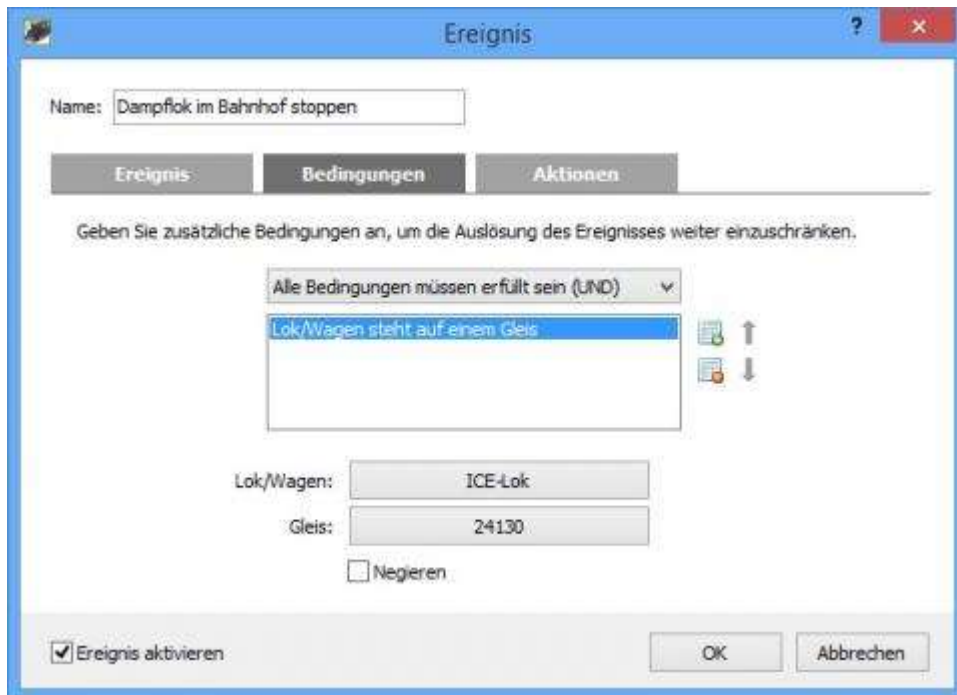 Ereignis
?
Name: Dampflok im Bahnhof stoppen
Ereignis Bedingungen Aktionen
Geben Sie zusätzliche Bedingungen an, um die Auslösung des Ereignisses weiter einzuschränken.
Alle Bedingungen müssen erfüllt sein (UND)
Lok/Wagen steht auf einem Gleis
Lok/Wagen: ICE-Lok
Gleis: 24130
Negieren
Ereignis aktivieren OK Abbrechen